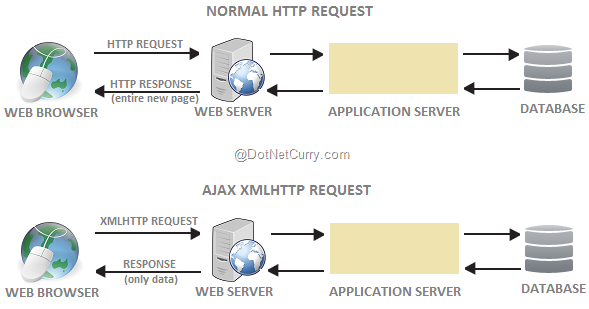 NORMAL HTTP REQUEST
HTTP REQUEST
HTTP RESPONSE
(entire new page)
WEB BROWSER
WEB SERVER
APPLICATION SERVER
DATABASE
@DotNetCurry.com
AJAX XMLHTTP REQUEST
XMLHTTP REQUEST
RESPONSE
(only data)
WEB BROWSER
WEB SERVER
APPLICATION SERVER
DATABASE